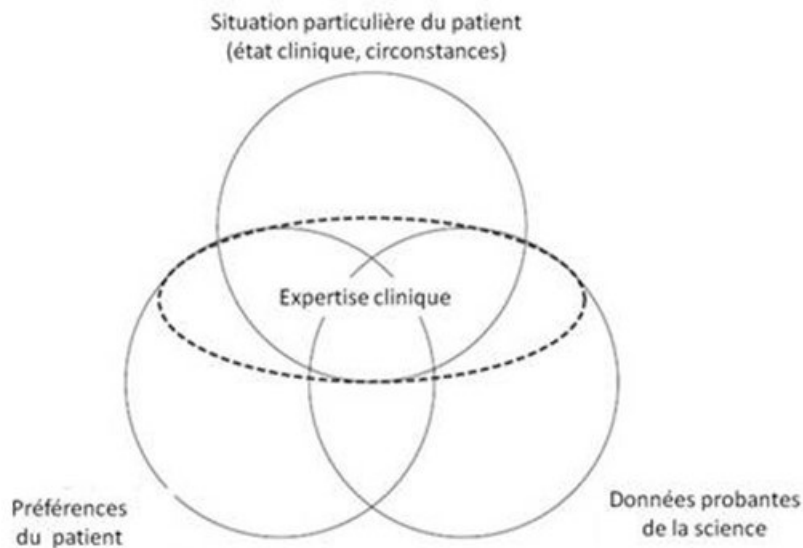 Situation particulière du patient
(état clinique, circonstances)
Expertise clinique
Préférences
du patient
Données probantes
de la science